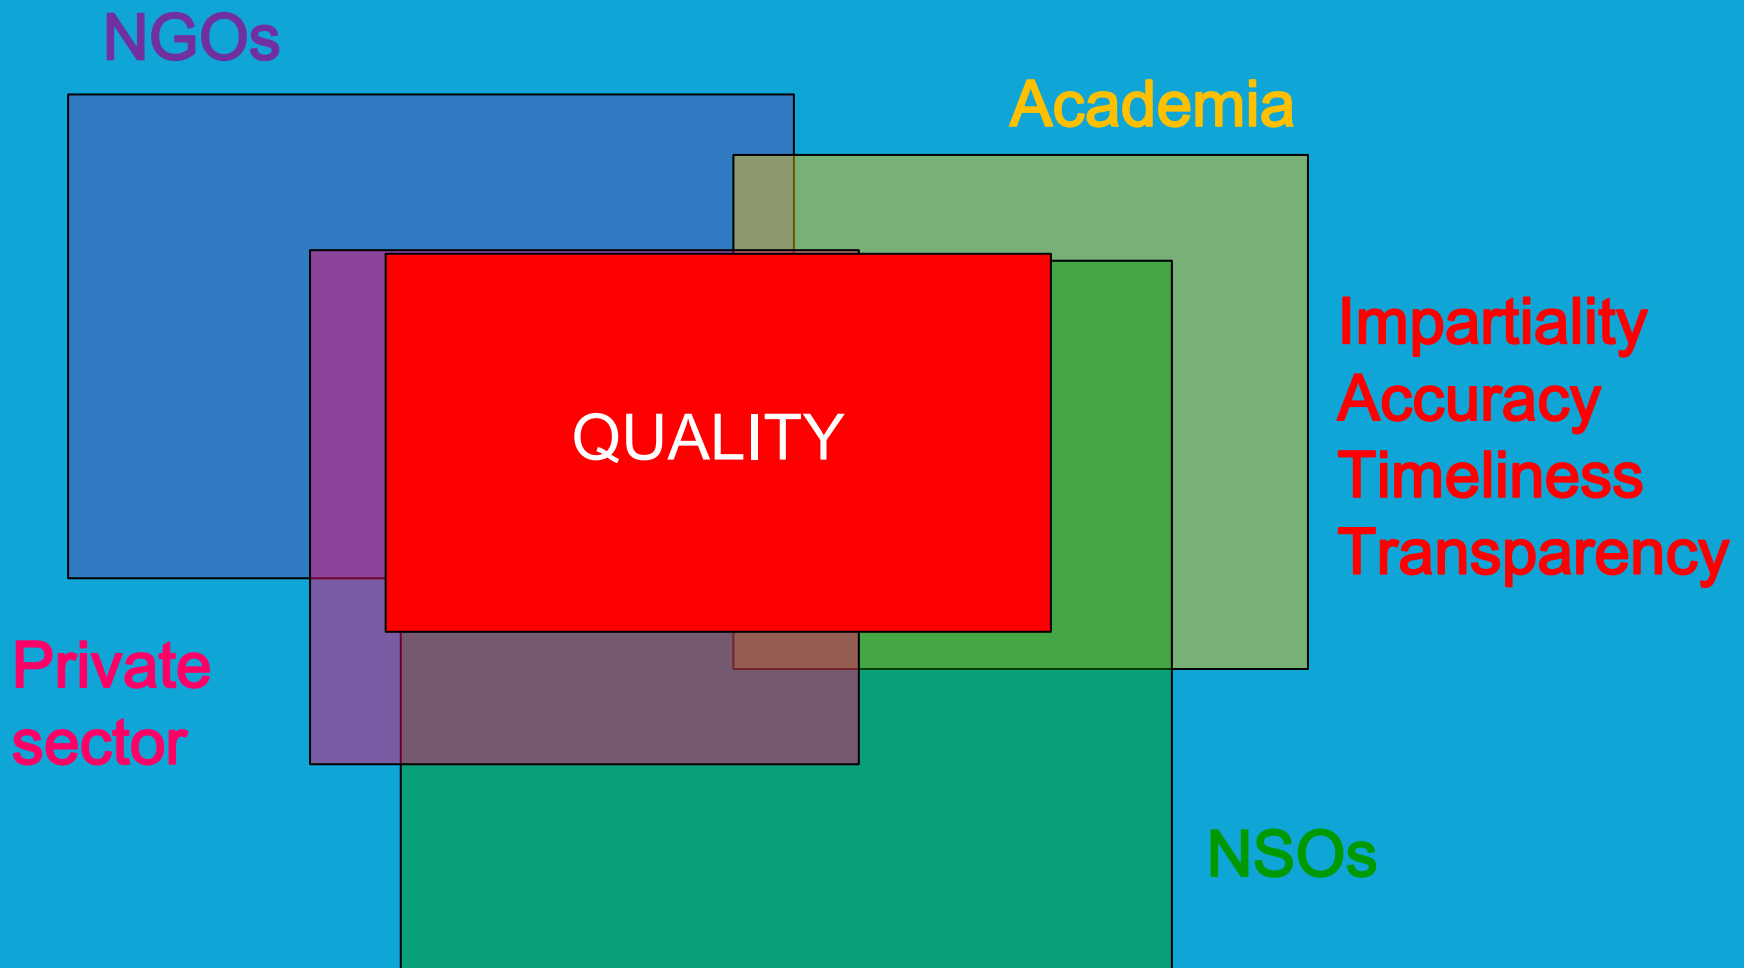 NGOs
Academia
Impartiality
Accuracy
Timeliness
Transparency
QUALITY
Private
sector
NSOs